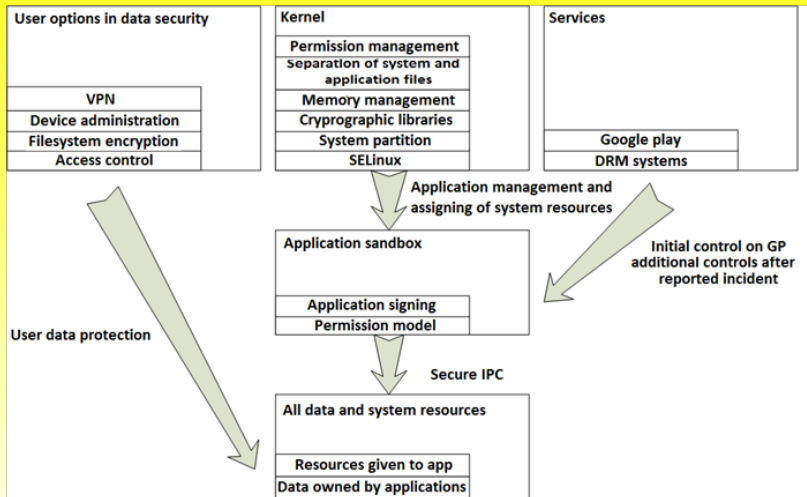 User options in data security
VPN
Device administration
Filesystem encryption
Access control
Kernel
Permission management
Separation of system and
application files
Memory management
Cryprographic libraries
System partition
SELinux
Services
Google play
DRM systems
Application management and
assigning of system resources
Initial control on GP
additional controls after
reported incident
Application sandbox
Application signing
Permission model
User data protection
Secure IPC
All data and system resources
Resources given to app
Data owned by applications